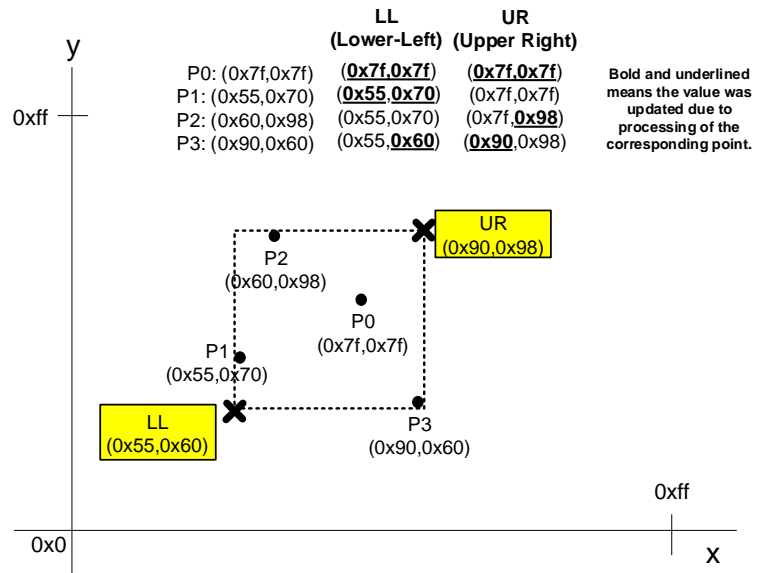 LL UR
(Lower-Left) (Upper Right)
y
P0: (0x7f,0x7f) (0x7f,0x7f) (0x7f,0x7f)
P1: (0x55,0x70) (0x55,0x70) (0x7f,0x7f)
P2: (0x60,0x98) (0x55,0x70) (0x7f,0x98)
P3: (0x90,0x60) (0x55,0x60) (0x90,0x98)
Bold and underlined
means the value was
updated due to
processing of the
corresponding point.
0xff
UR
(0x90,0x98)
P2
(0x60,0x98)
P0
(0x7f,0x7f)
P1
(0x55,0x70)
LL
(0x55,0x60)
P3
(0x90,0x60)
0xff
0x0
x